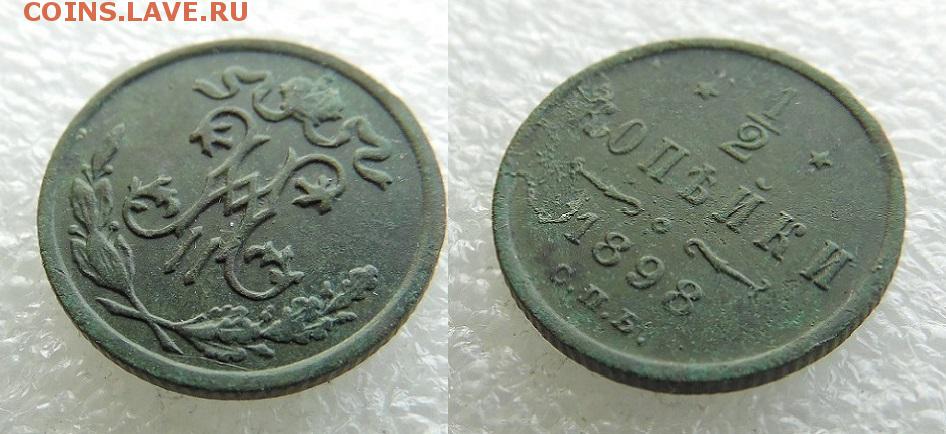 COINS.LAVE.RU
1/2
КОПѢЙКИ
1898
С.П.Б.